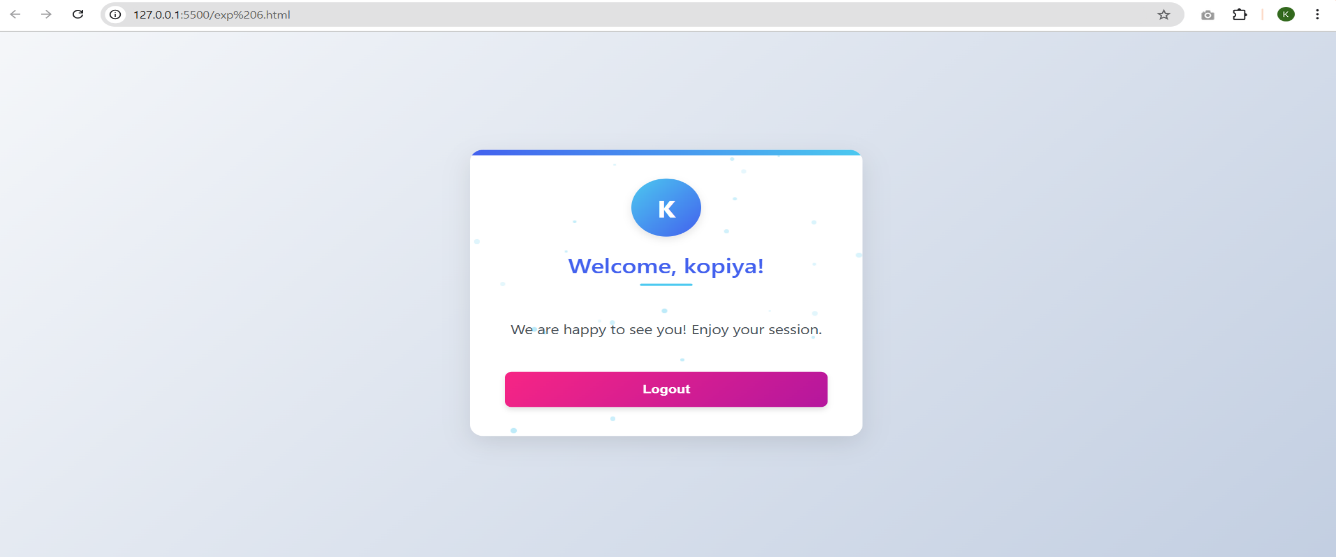 127.0.0.1:5500/exp%206.html
K
K
Welcome, kopiya!
We are happy to see you! Enjoy your session.
Logout